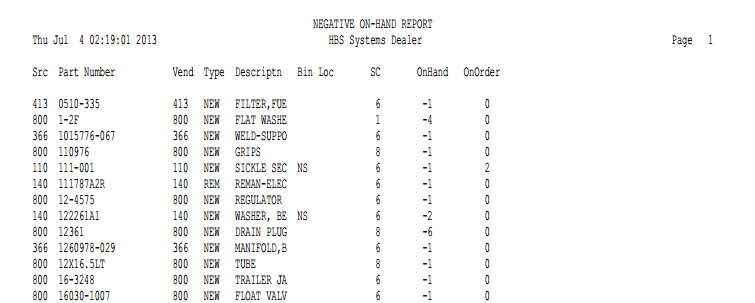 NEGATIVE ON-HAND REPORT
Thu Jul 4 02:19:01 2013 HBS Systems Dealer Page 1
Src Part Number Vend Type Descriptn Bin Loc SC OnHand OnOrder
413 0510-335 413 NEW FILTER,FUE 6 -1 0
800 1-2F 800 NEW FLAT WASHE 1 -4 0
366 1015776-067 366 NEW WELD-SUPPO 6 -1 0
800 110976 800 NEW GRIPS 8 -1 0
110 111-001 110 NEW SICKLE SEC NS 6 -1 2
140 111787A2R 140 REM REMAN-ELEC 6 -1 0
800 12-4575 800 NEW REGULATOR 6 -1 0
140 122261A1 140 NEW WASHER, BE NS 6 -2 0
800 12361 800 NEW DRAIN PLUG 8 -6 0
366 1260978-029 366 NEW MANIFOLD,B 6 -1 0
800 12X16.5LT 800 NEW TUBE 8 -1 0
800 16-3248 800 NEW TRAILER JA 6 -1 0
800 16030-1007 800 NEW FLOAT VALV 6 -1 0